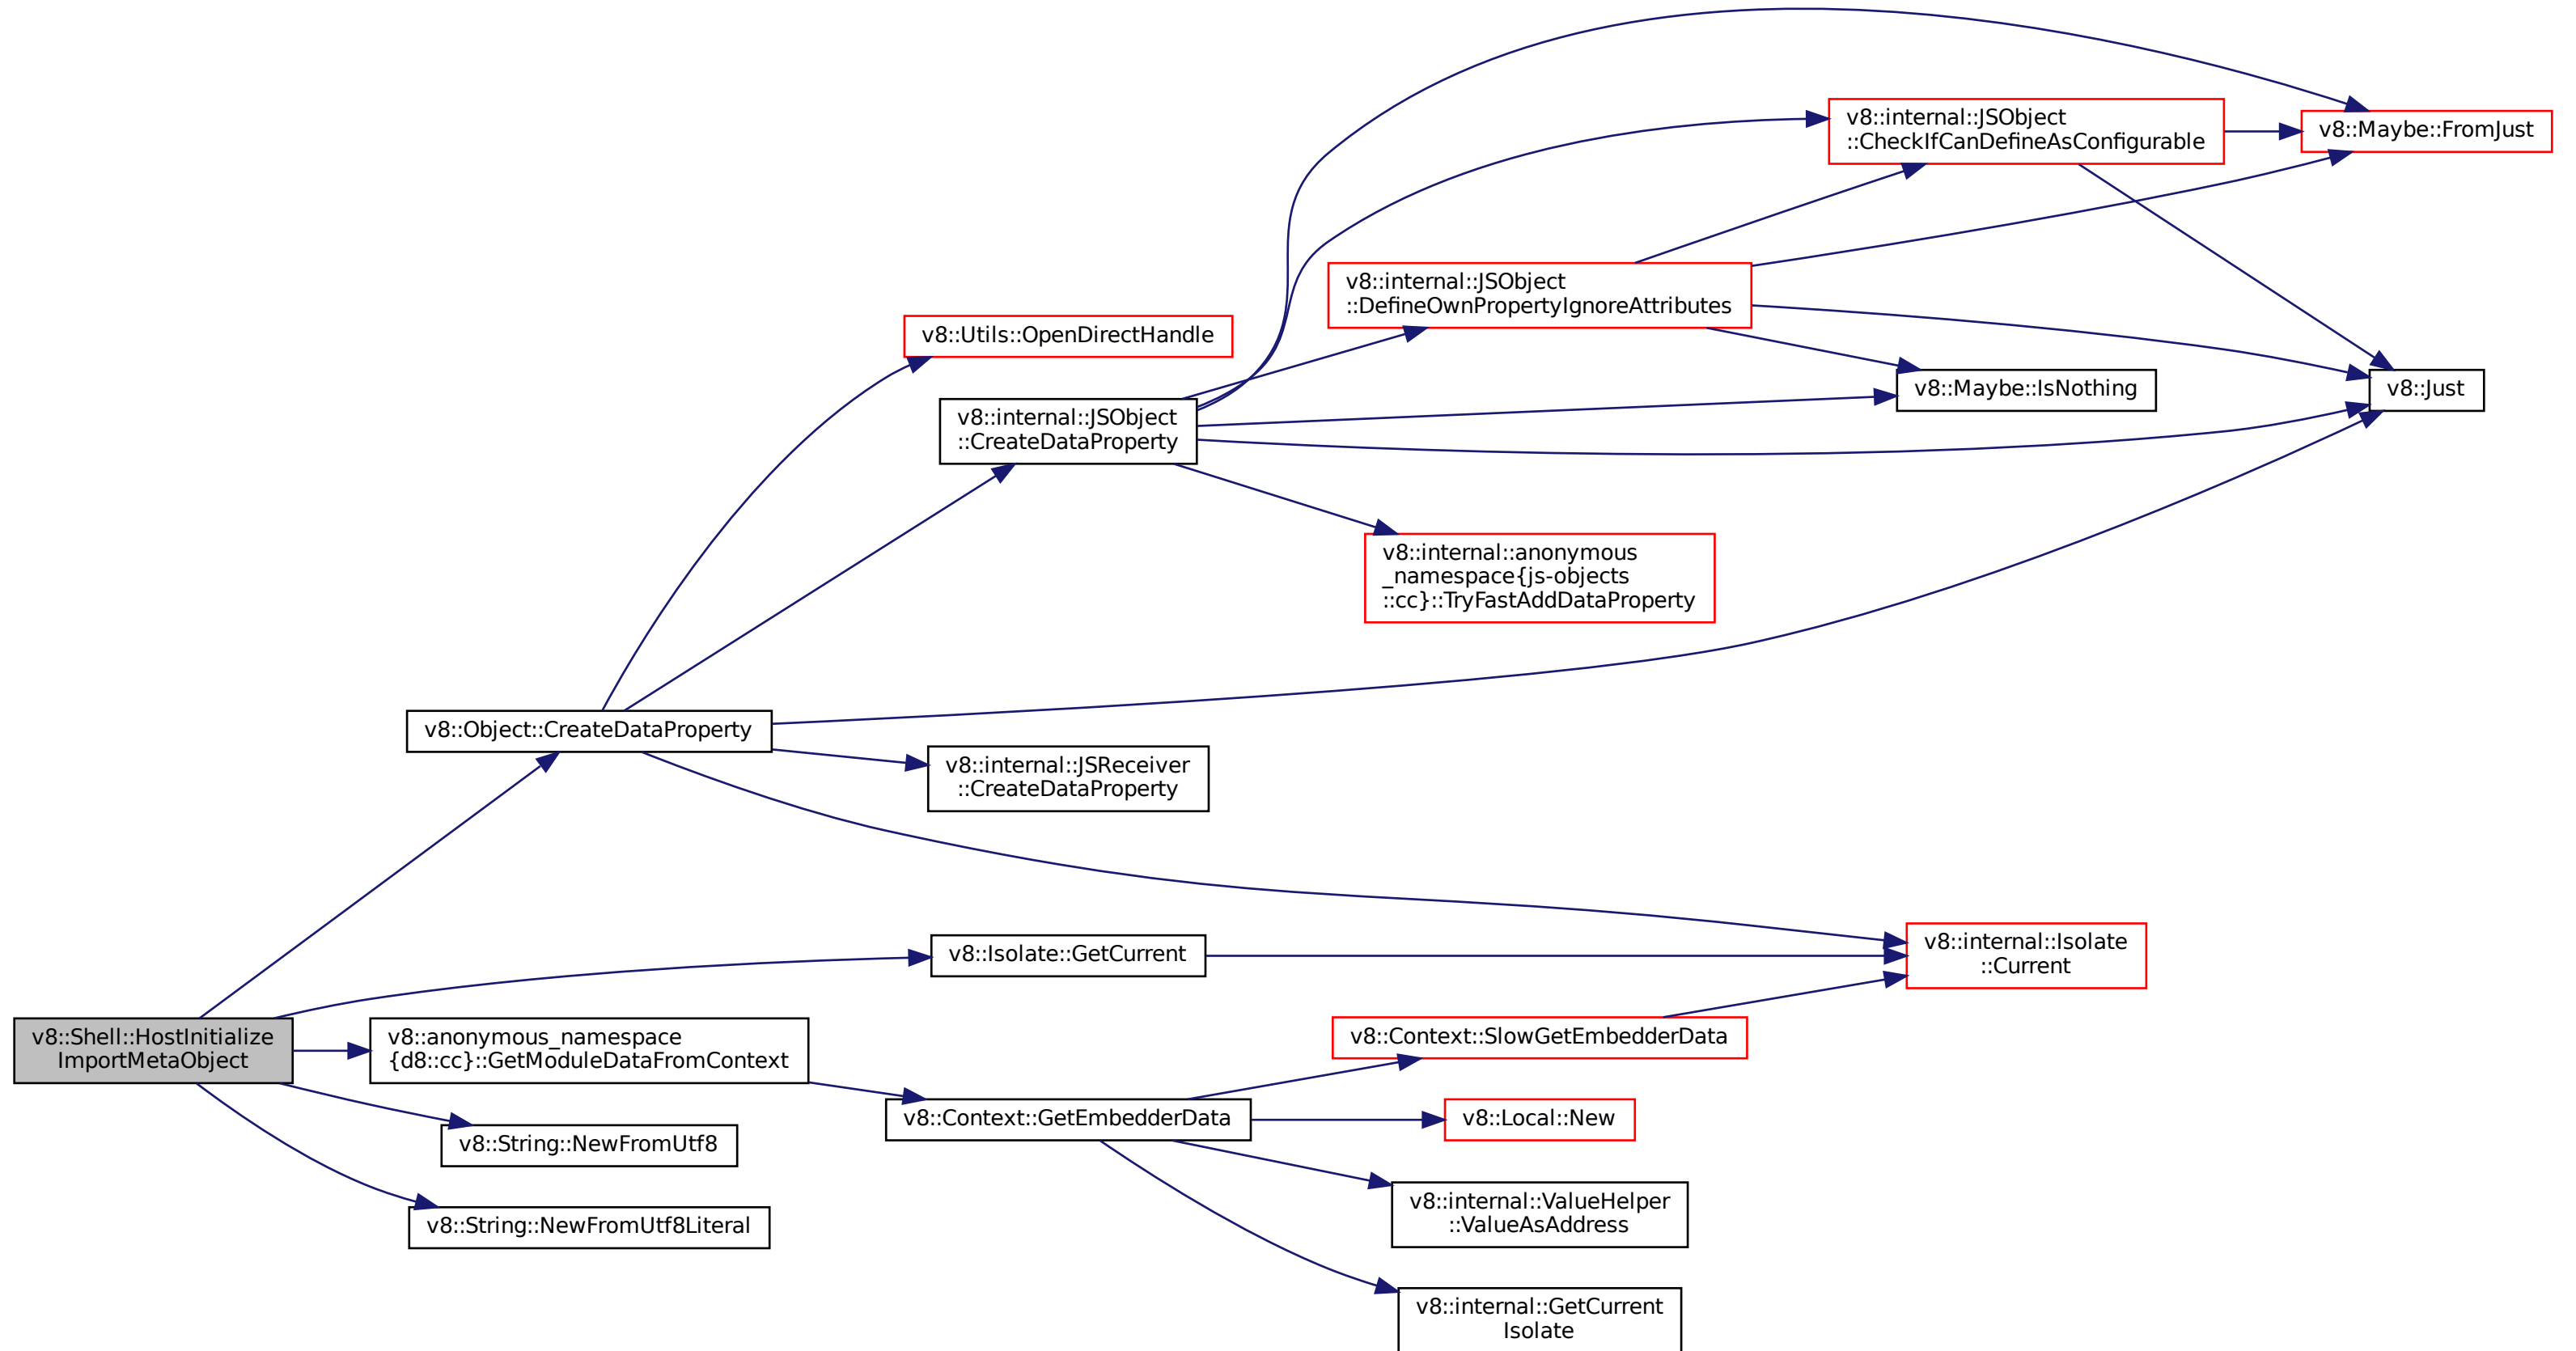 v8::Shell::HostInitialize
ImportMetaObject
v8::Object::CreateDataProperty
v8::Utils::OpenDirectHandle
v8::internal::JSObject
::CreateDataProperty
v8::internal::JSObject
::CheckIfCanDefineAsConfigurable
v8::Maybe::FromJust
v8::Just
v8::internal::JSObject
::DefineOwnPropertyIgnoreAttributes
v8::Maybe::IsNothing
v8::internal::anonymous
_namespace{js-objects
::cc}::TryFastAddDataProperty
v8::internal::JSReceiver
::CreateDataProperty
v8::internal::Isolate
::Current
v8::Isolate::GetCurrent
v8::anonymous_namespace
{d8::cc}::GetModuleDataFromContext
v8::Context::GetEmbedderData
v8::Context::SlowGetEmbedderData
v8::Local::New
v8::internal::ValueHelper
::ValueAsAddress
v8::internal::GetCurrent
Isolate
v8::String::NewFromUtf8
v8::String::NewFromUtf8Literal